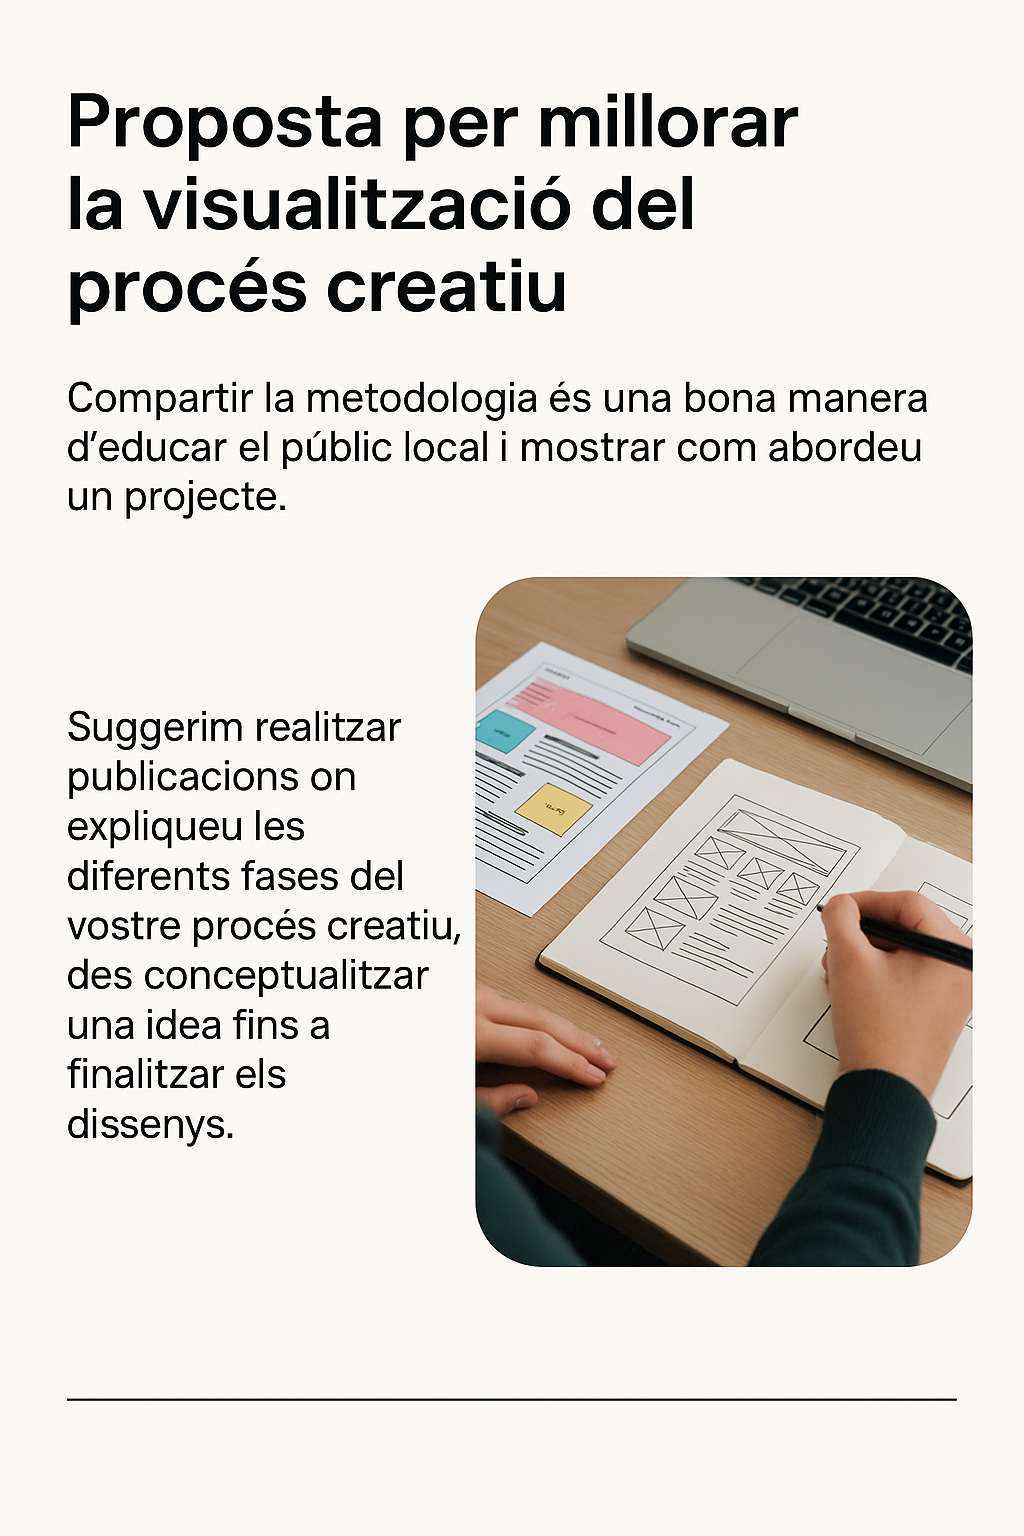 Proposta per millorar
la visualització del
procés creatiu
Compartir la metodologia és una bona manera
d’educar el públic local i mostrar com abordeu
un projecte.
Suggerim realitzar
publicacions on
expliqueu les
diferents fases del
vostre procés creatiu,
des conceptualitzar
una idea fins a
finalitzar els
dissenys.